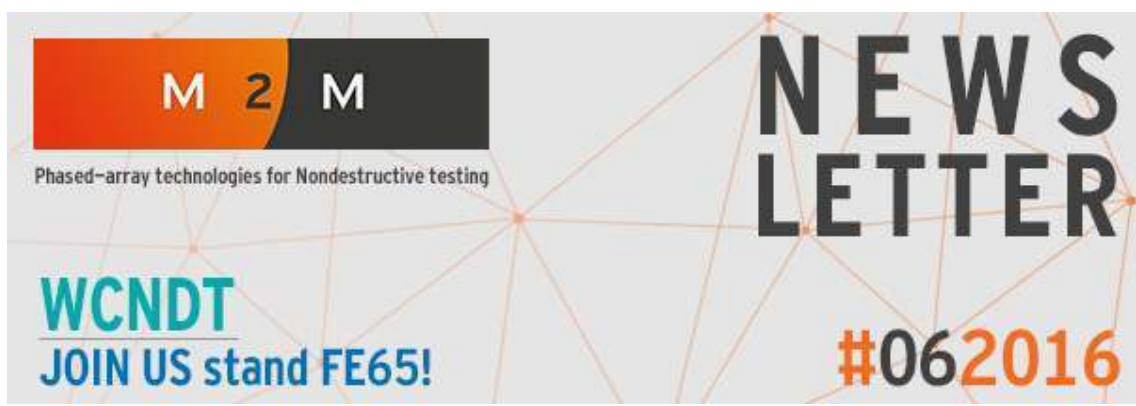 M 2 M
Phased-array technologies for Nondestructive testing
NEWS
LETTER
WCNDT
JOIN US stand FE65!
#062016